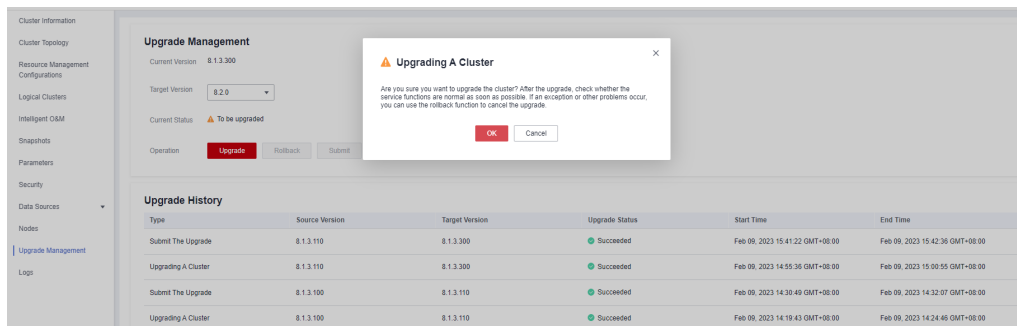 Cluster Information
Cluster Topology
Resource Management
Configurations
Logical Clusters
Intelligent O&M
Snapshots
Parameters
Security
Data Sources
Nodes
Upgrade Management
Logs
Upgrade Management
Current Version 8.1.3.300
Target Version 8.2.0
Current Status To be upgraded
Operation Upgrade Rollback Submit
Upgrading A Cluster
Are you sure you want to upgrade the cluster? After the upgrade, check whether the
service functions are normal as soon as possible. If an exception or other problems occur,
you can use the rollback function to cancel the upgrade.
OK Cancel
Upgrade History
Type Source Version Target Version Upgrade Status Start Time End Time
Submit The Upgrade 8.1.3.110 8.1.3.300 Succeeded Feb 09, 2023 15:41:22 GMT+08:00 Feb 09, 2023 15:42:36 GMT+08:00
Upgrading A Cluster 8.1.3.110 8.1.3.300 Succeeded Feb 09, 2023 14:55:36 GMT+08:00 Feb 09, 2023 15:00:55 GMT+08:00
Submit The Upgrade 8.1.3.100 8.1.3.110 Succeeded Feb 09, 2023 14:30:49 GMT+08:00 Feb 09, 2023 14:32:07 GMT+08:00
Upgrading A Cluster 8.1.3.100 8.1.3.110 Succeeded Feb 09, 2023 14:19:43 GMT+08:00 Feb 09, 2023 14:24:46 GMT+08:00